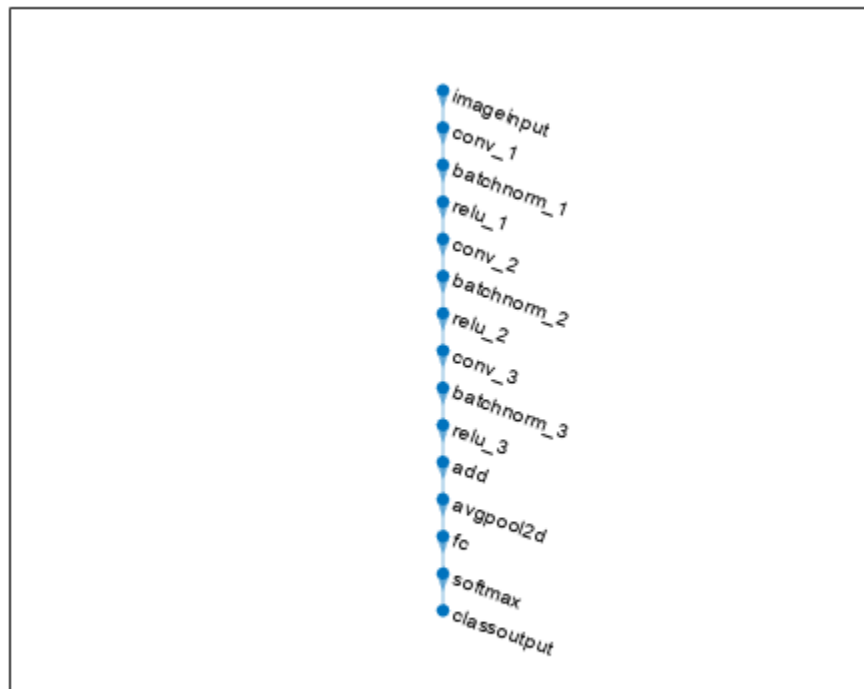 imageinput
conv_1
batchnorm_1
relu_1
conv_2
batchnorm_2
relu_2
conv_3
batchnorm_3
relu_3
add
avgpool2d
fc
softmax
classoutput